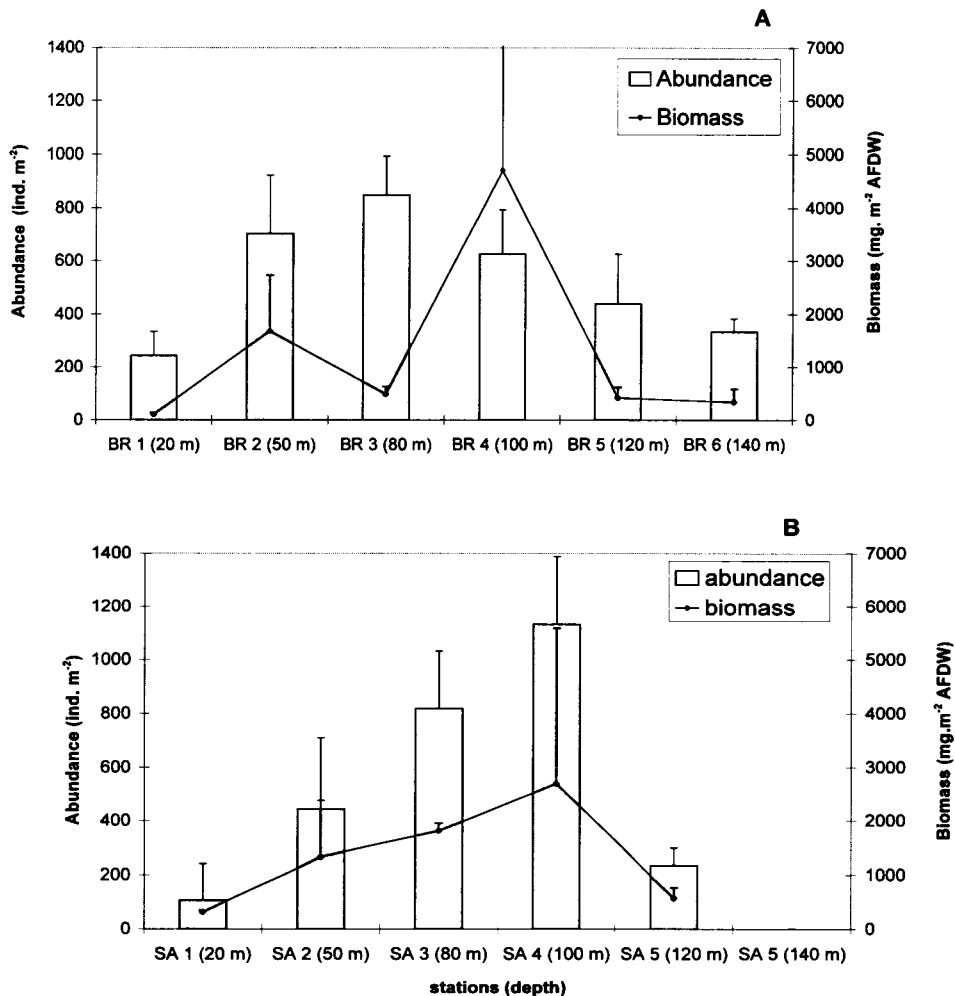 A
1400
1200
1000
800
600
400
200
0
Abundance (ind. m-2)
7000
6000
5000
4000
3000
2000
1000
0
Biomass (mg. m-2 AFDW)
Abundance
Biomass
BR 1 (20 m) BR 2 (50 m) BR 3 (80 m) BR 4 (100 m) BR 5 (120 m) BR 6 (140 m)
B
1400
1200
1000
800
600
400
200
0
Abundance (ind. m-2)
7000
6000
5000
4000
3000
2000
1000
0
Biomass (mg.m-2 AFDW)
abundance
biomass
SA 1 (20 m) SA 2 (50 m) SA 3 (80 m) SA 4 (100 m) SA 5 (120 m) SA 5 (140 m)
stations (depth)